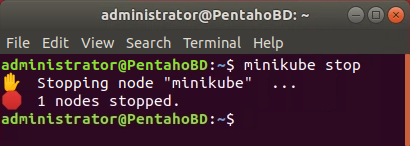 administrator@PentahoBD: ~
File Edit View Search Terminal Help
administrator@PentahoBD:~$ minikube stop
✋ Stopping node "minikube" ...
🛑 1 nodes stopped.
administrator@PentahoBD:~$